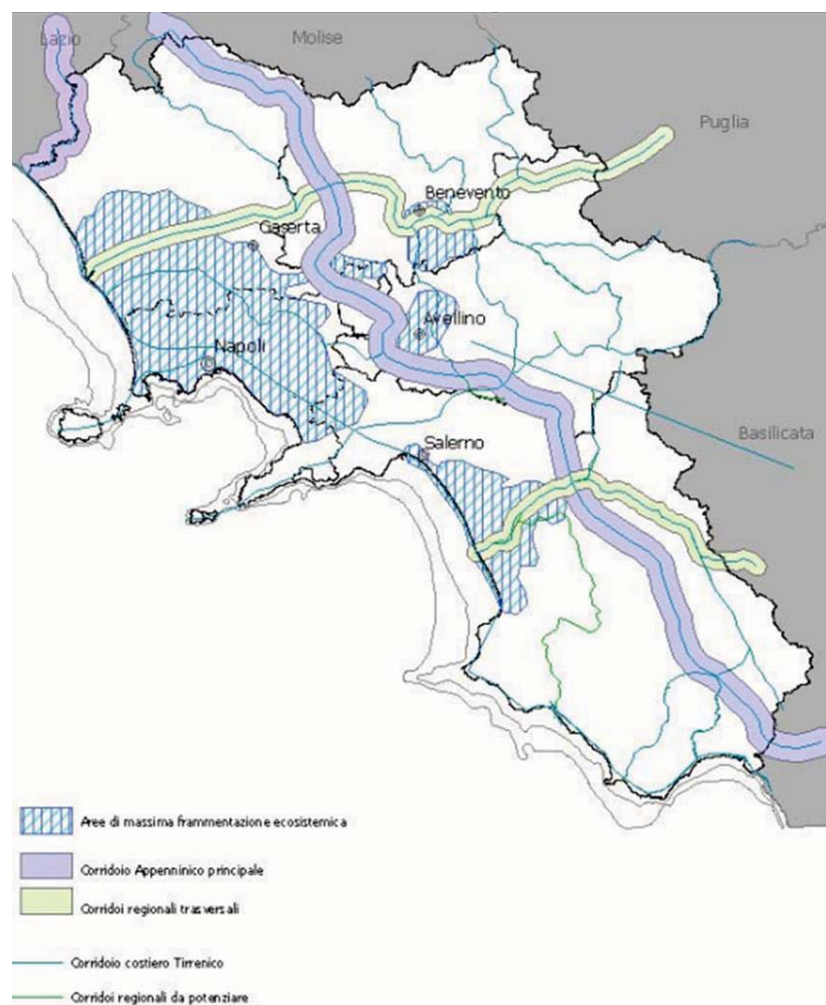 Lazio
Molise
Puglia
Benevento
Caserta
Avellino
Napoli
Basilicata
Salerno
Aree di massima frammentazione ecosistemica
Corridoio Appenninico principale
Corridoi regionali trasversali
Corridoio costiero Tirrenico
Corridoi regionali da potenziare